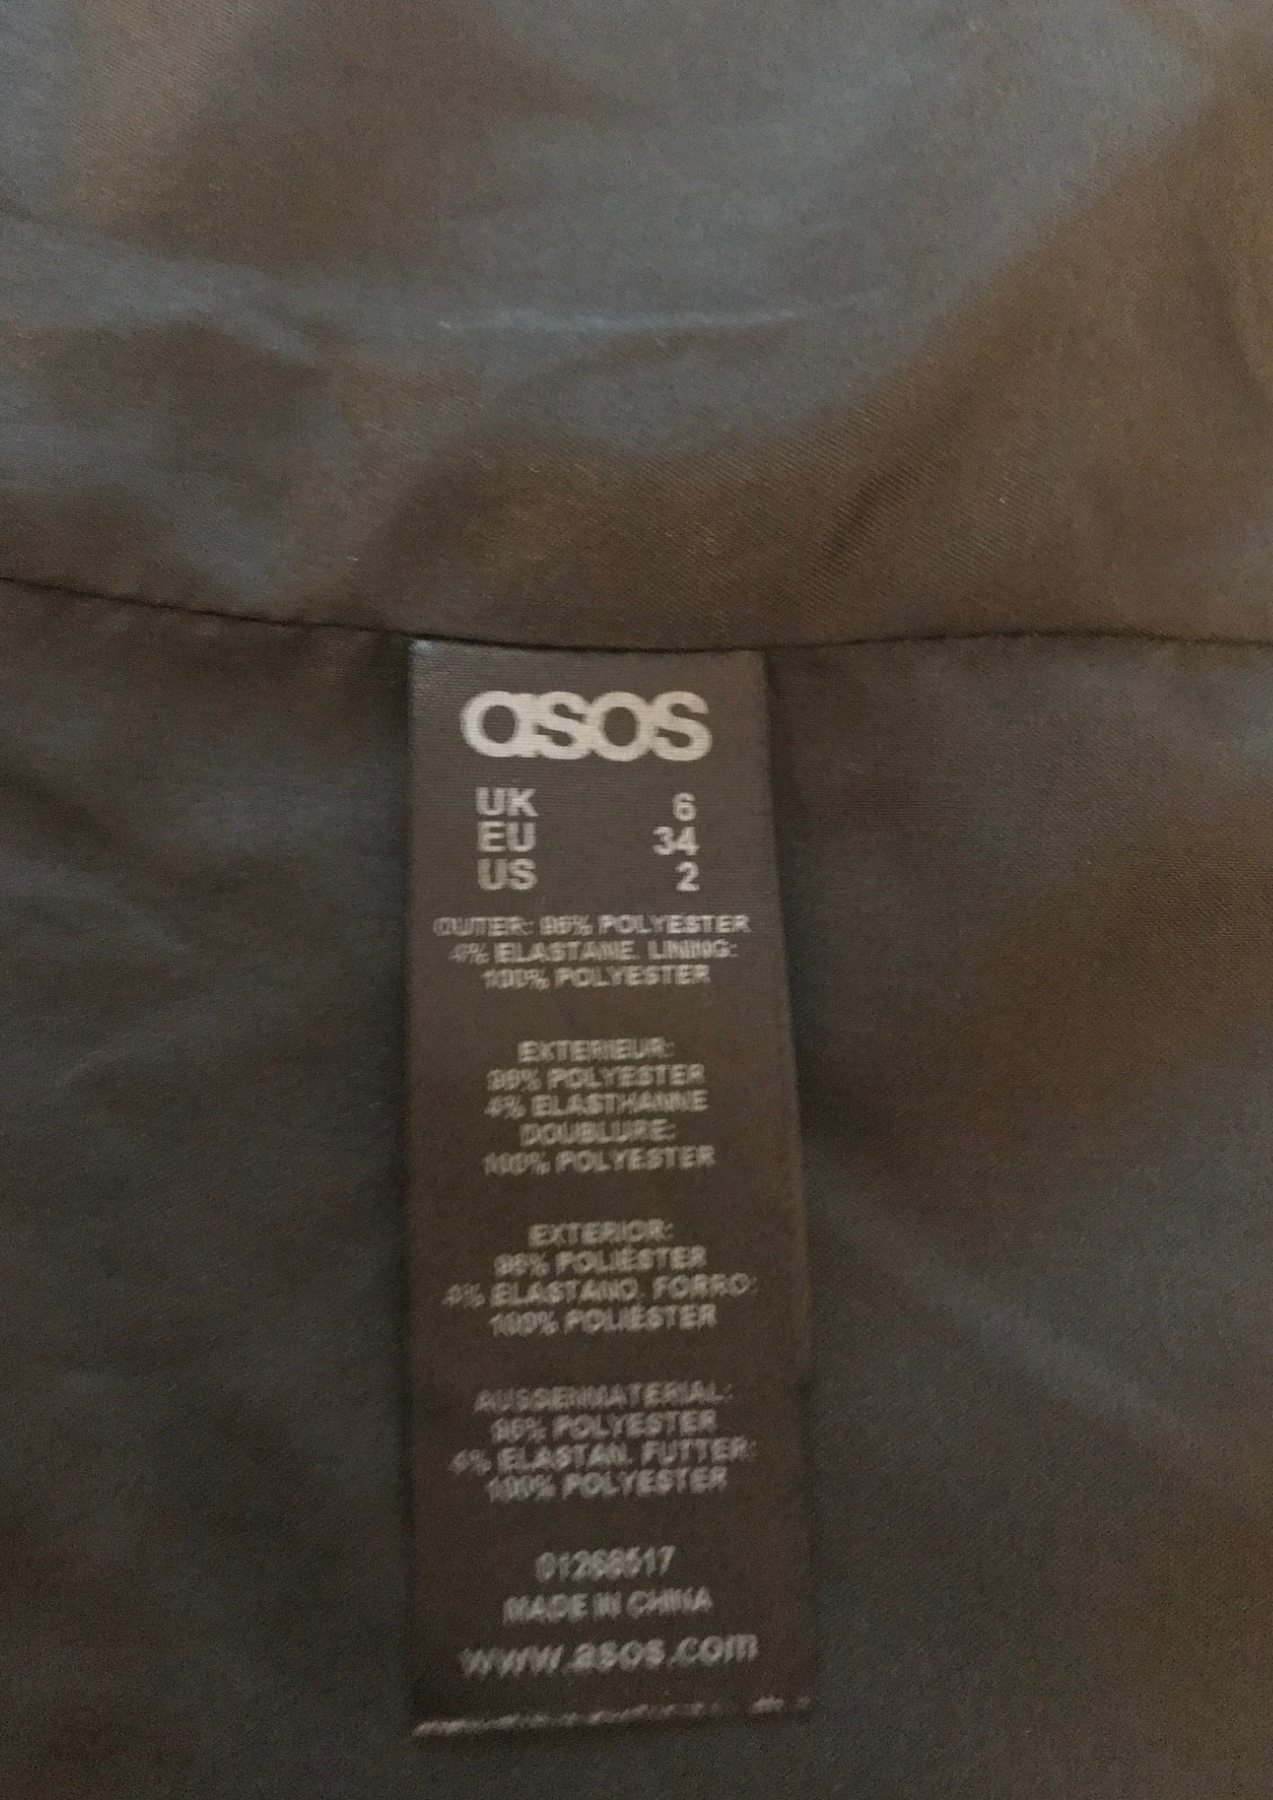 asos
UK 6
EU 34
US 2
OUTER: 96% POLYESTER
4% ELASTANE. LINING:
100% POLYESTER
EXTERIEUR:
96% POLYESTER
4% ELASTHANNE
DOUBLURE:
100% POLYESTER
EXTERIOR:
96% POLIÉSTER
4% ELASTANO. FORRO:
100% POLIÉSTER
AUSSENMATERIAL:
96% POLYESTER
4% ELASTAN. FUTTER:
100% POLYESTER
01268517
MADE IN CHINA
www.asos.com